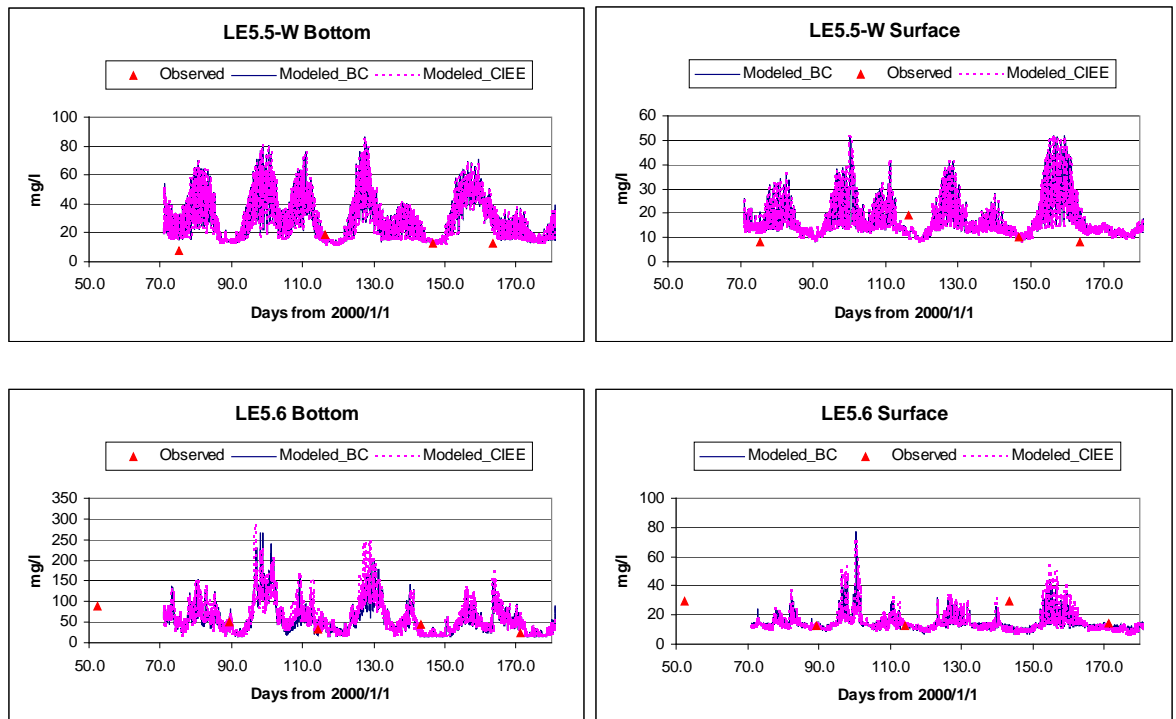 LE5.5-W Bottom
Observed Modeled_BC Modeled_CIEE
mg/l
100
80
60
40
20
0
50.0 70.0 90.0 110.0 130.0 150.0 170.0
Days from 2000/1/1
LE5.5-W Surface
Modeled_BC Observed Modeled_CIEE
mg/l
60
50
40
30
20
10
0
50.0 70.0 90.0 110.0 130.0 150.0 170.0
Days from 2000/1/1
LE5.6 Bottom
Observed Modeled_BC Modeled_CIEE
mg/l
350
300
250
200
150
100
50
0
50.0 70.0 90.0 110.0 130.0 150.0 170.0
Days from 2000/1/1
LE5.6 Surface
Modeled_BC Observed Modeled_CIEE
mg/l
100
80
60
40
20
0
50.0 70.0 90.0 110.0 130.0 150.0 170.0
Days from 2000/1/1